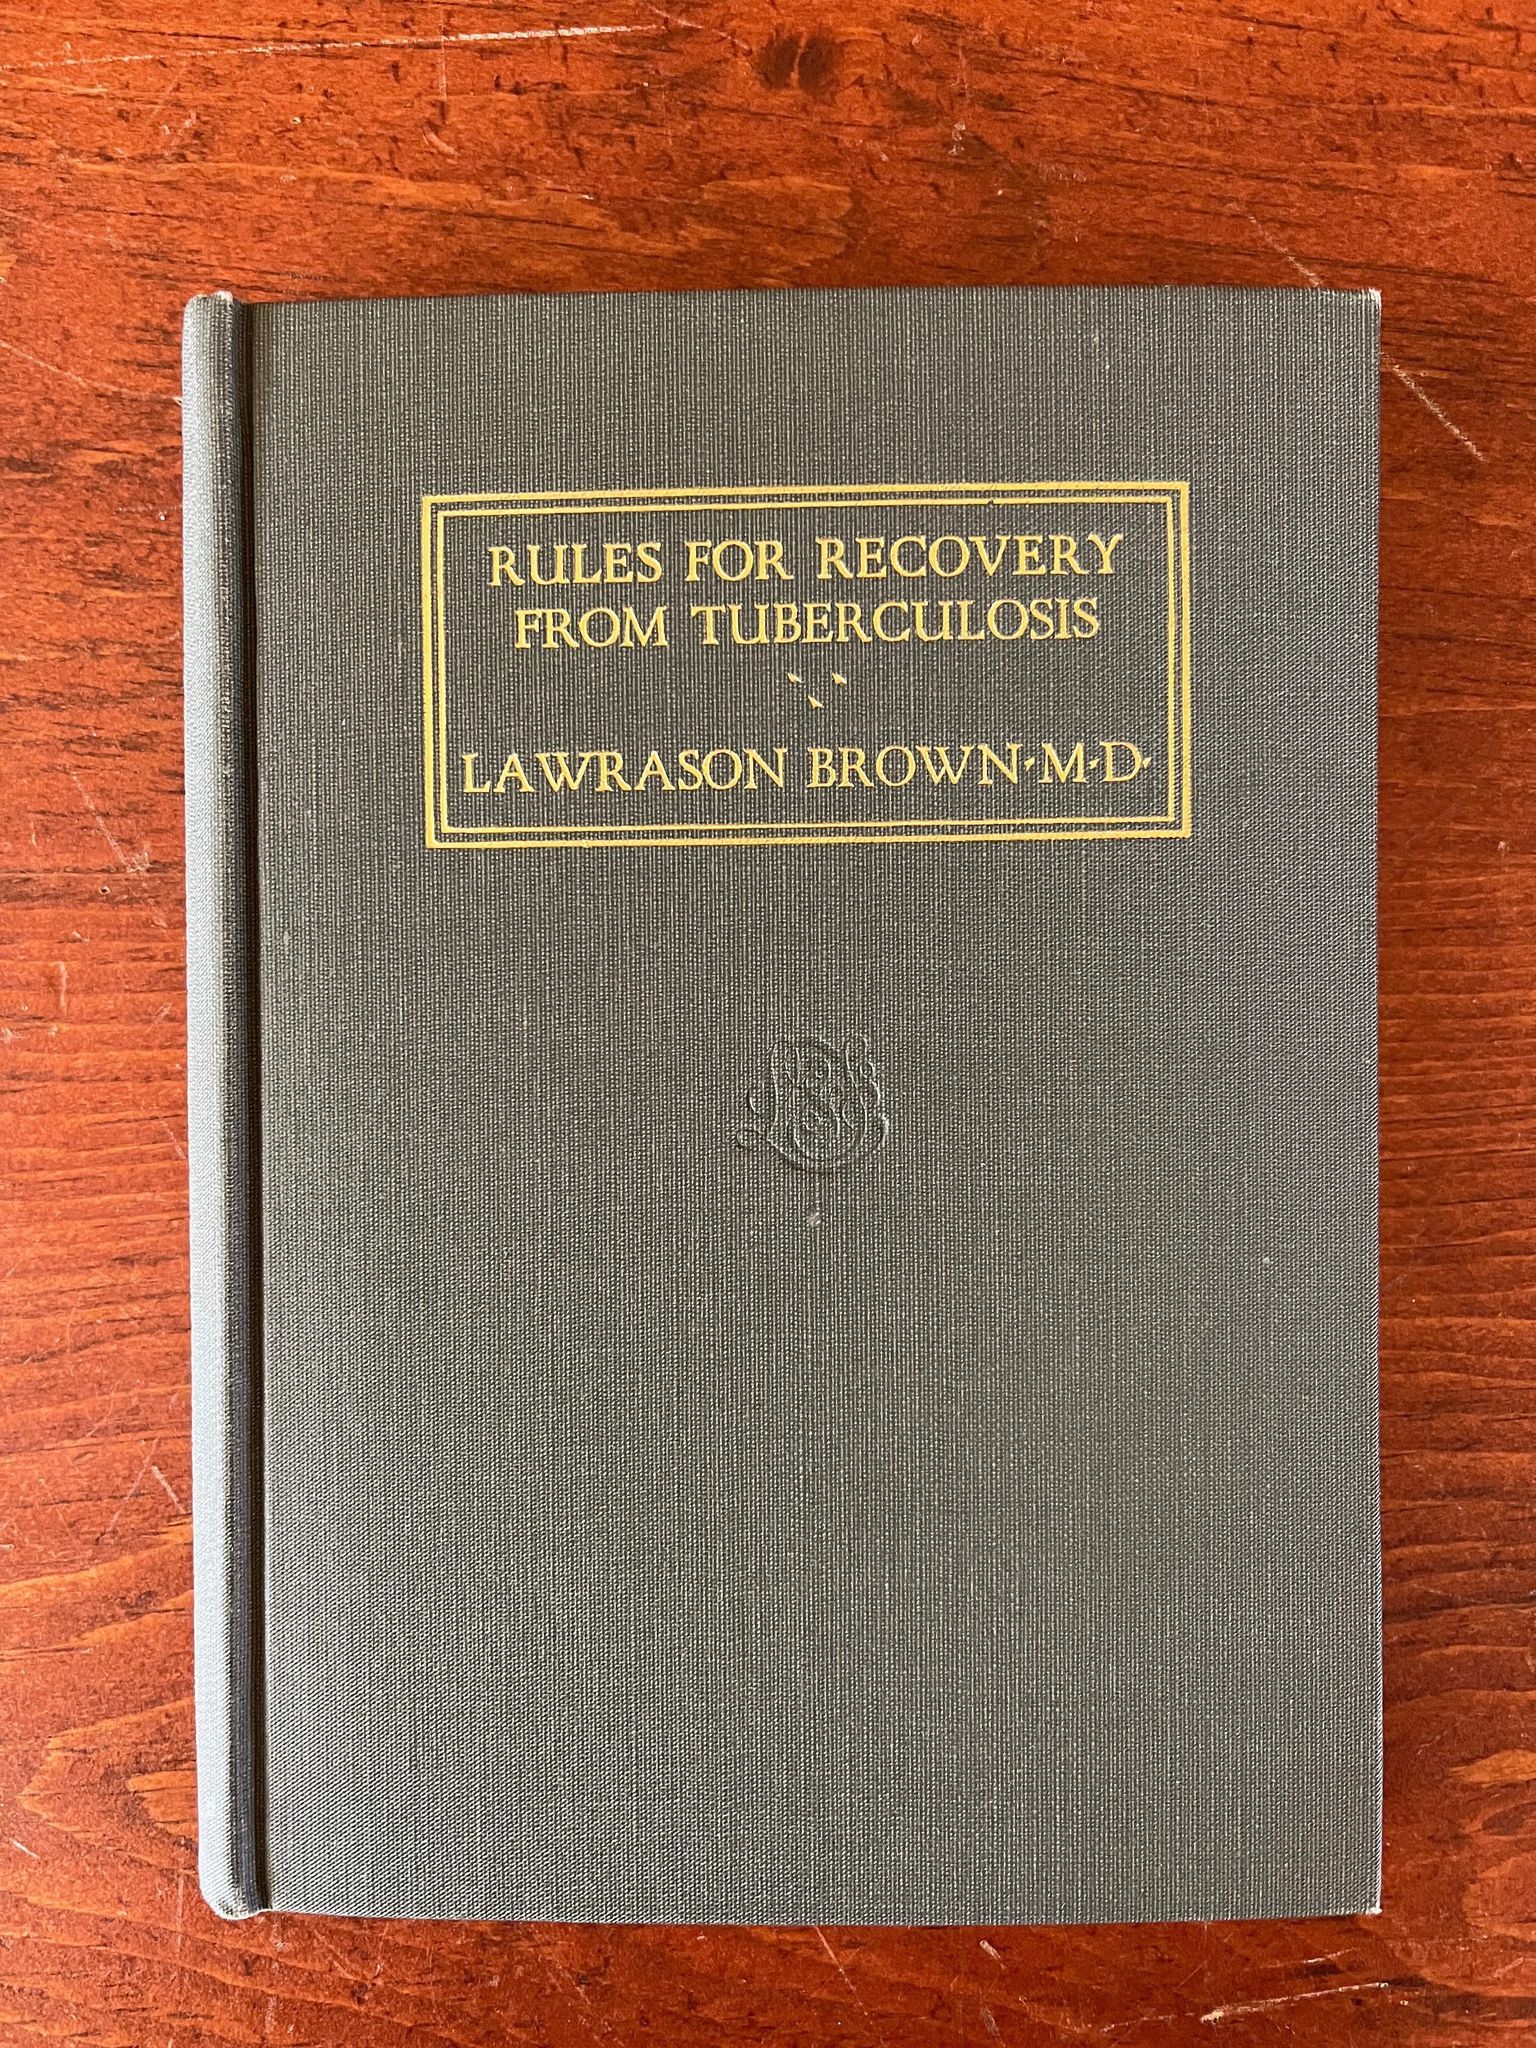 RULES FOR RECOVERY
FROM TUBERCULOSIS
LAWRASON BROWN·M·D·